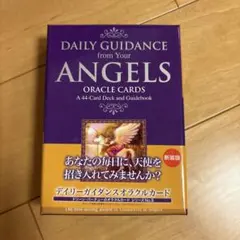 DAILY GUIDANCE
from Your
ANGELS
ORACLE CARDS
A 44-Card Deck and Guidebook
あなたの毎日に、天使を
招き入れてみませんか?
新装版
デイリーガイダンスオラクルカード